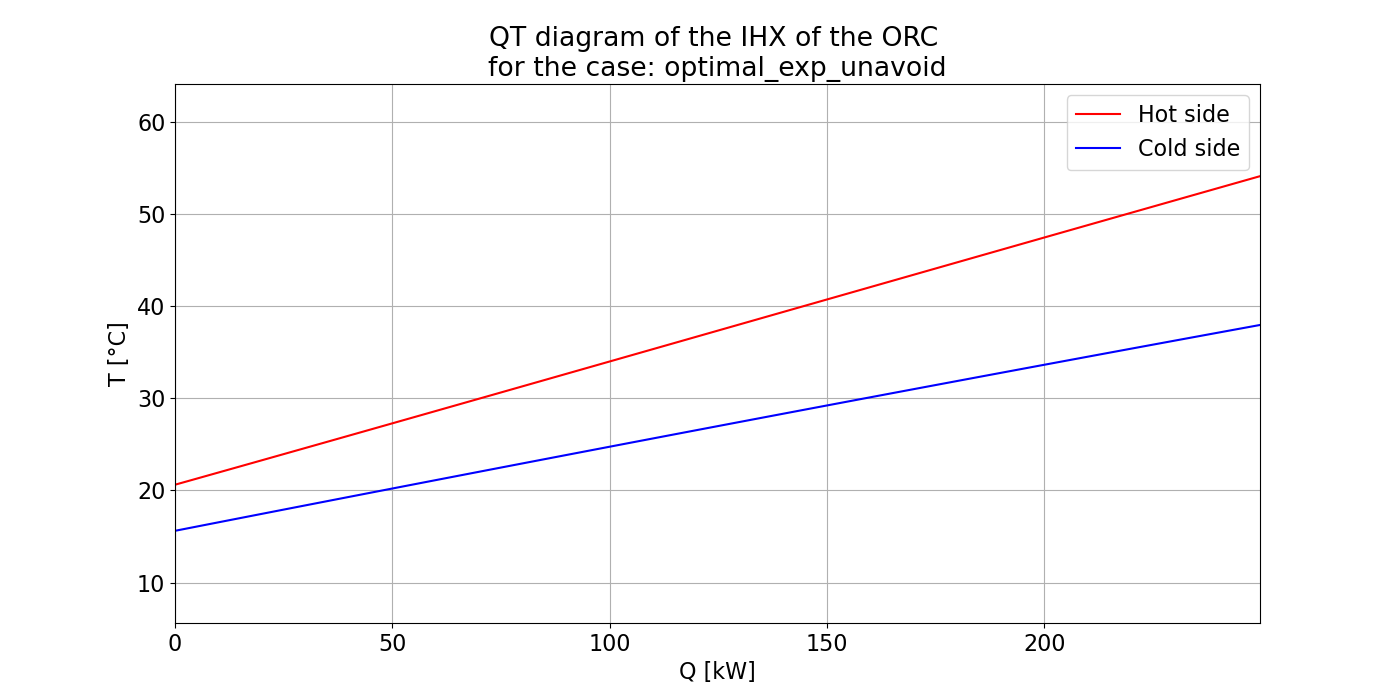 QT diagram of the IHX of the ORC
for the case: optimal_exp_unavoid
Hot side
Cold side
T [°C]
60
50
40
30
20
10
0
50
100
150
200
Q [kW]